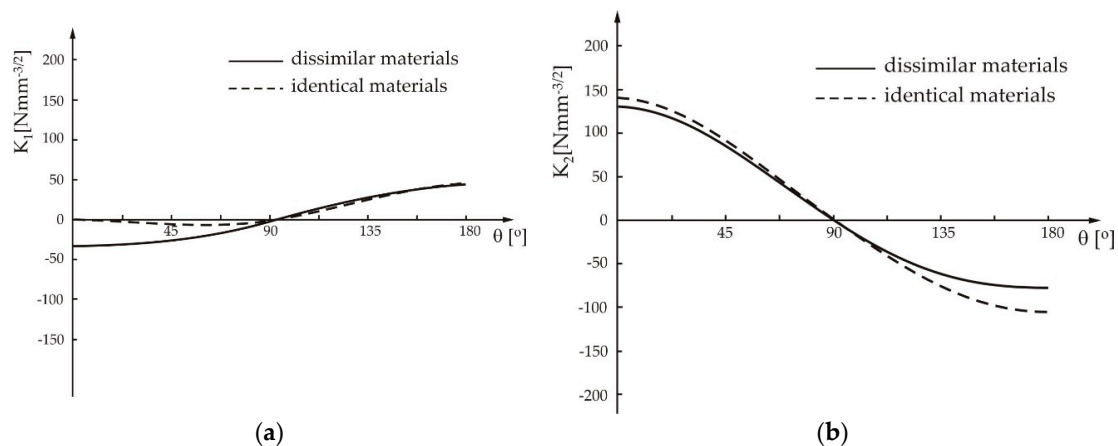 K₁[Nmm⁻³/²]
200
150
100
50
0
-50
-100
-150
45
90
135
180
θ [º]
dissimilar materials
identical materials
(a)
K₂[Nmm⁻³/²]
200
150
100
50
0
-50
-100
-150
-200
45
90
135
180
θ [º]
dissimilar materials
identical materials
(b)